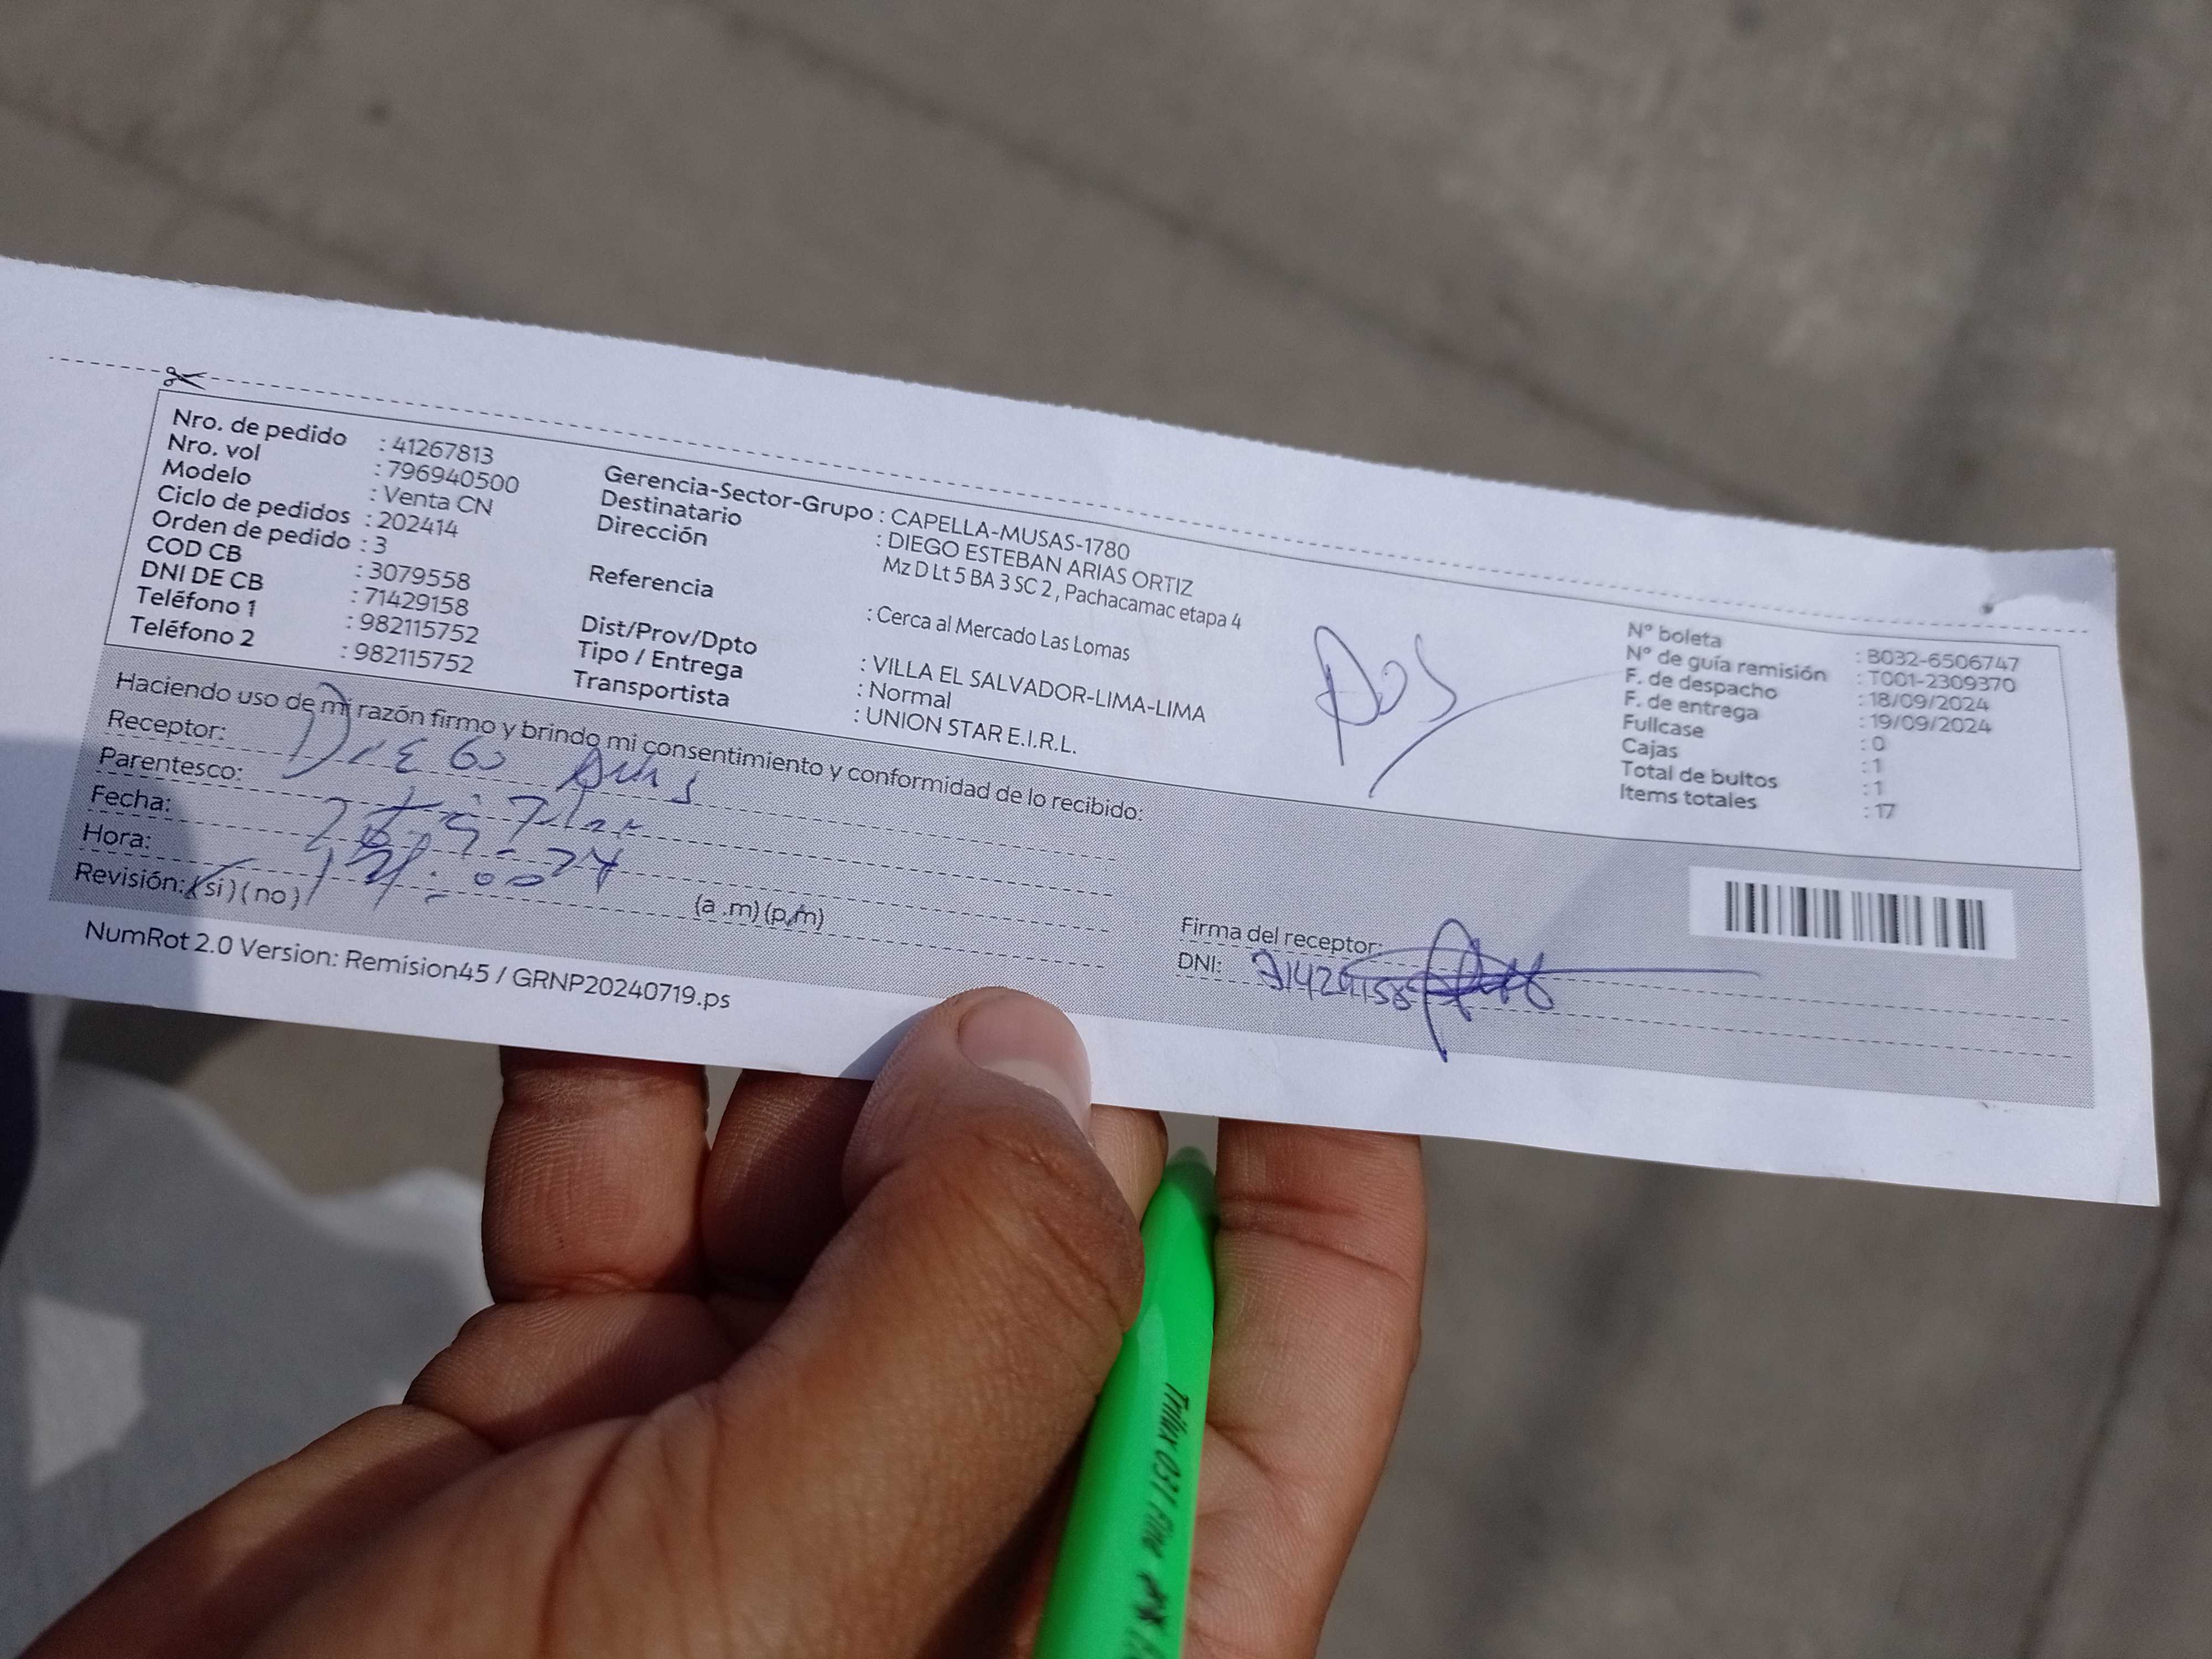 Nro. de pedido : 41267813
Nro. vol : 796940500
Modelo : Venta CN
Ciclo de pedidos : 202414
Orden de pedido : 3
COD CB : 3079558
DNI DE CB : 71429158
Teléfono 1 : 982115752
Teléfono 2 : 982115752
Gerencia-Sector-Grupo : CAPELLA-MUSAS-1780
Destinatario : DIEGO ESTEBAN ARIAS ORTIZ
Dirección Mz D Lt 5 BA 3 SC 2 , Pachacamac etapa 4
Referencia : Cerca al Mercado Las Lomas
Dist/Prov/Dpto : VILLA EL SALVADOR-LIMA-LIMA
Tipo / Entrega : Normal
Transportista : UNION STAR E.I.R.L.
N° boleta : B032-6506747
N° de guía remisión : T001-2309370
F. de despacho : 18/09/2024
F. de entrega : 19/09/2024
Fullcase : 0
Cajas : 1
Total de bultos : 1
Items totales : 17
Haciendo uso de mi razón firmo y brindo mi consentimiento y conformidad de lo recibido:
Receptor: Diego
Parentesco: Titular
Fecha:
Hora: (a .m) (p.m)
Revisión: (si) (no)
Firma del receptor:
DNI: 71429158
NumRot 2.0 Version: Remision45 / GRNP20240719.ps
Trilux 031 Fine